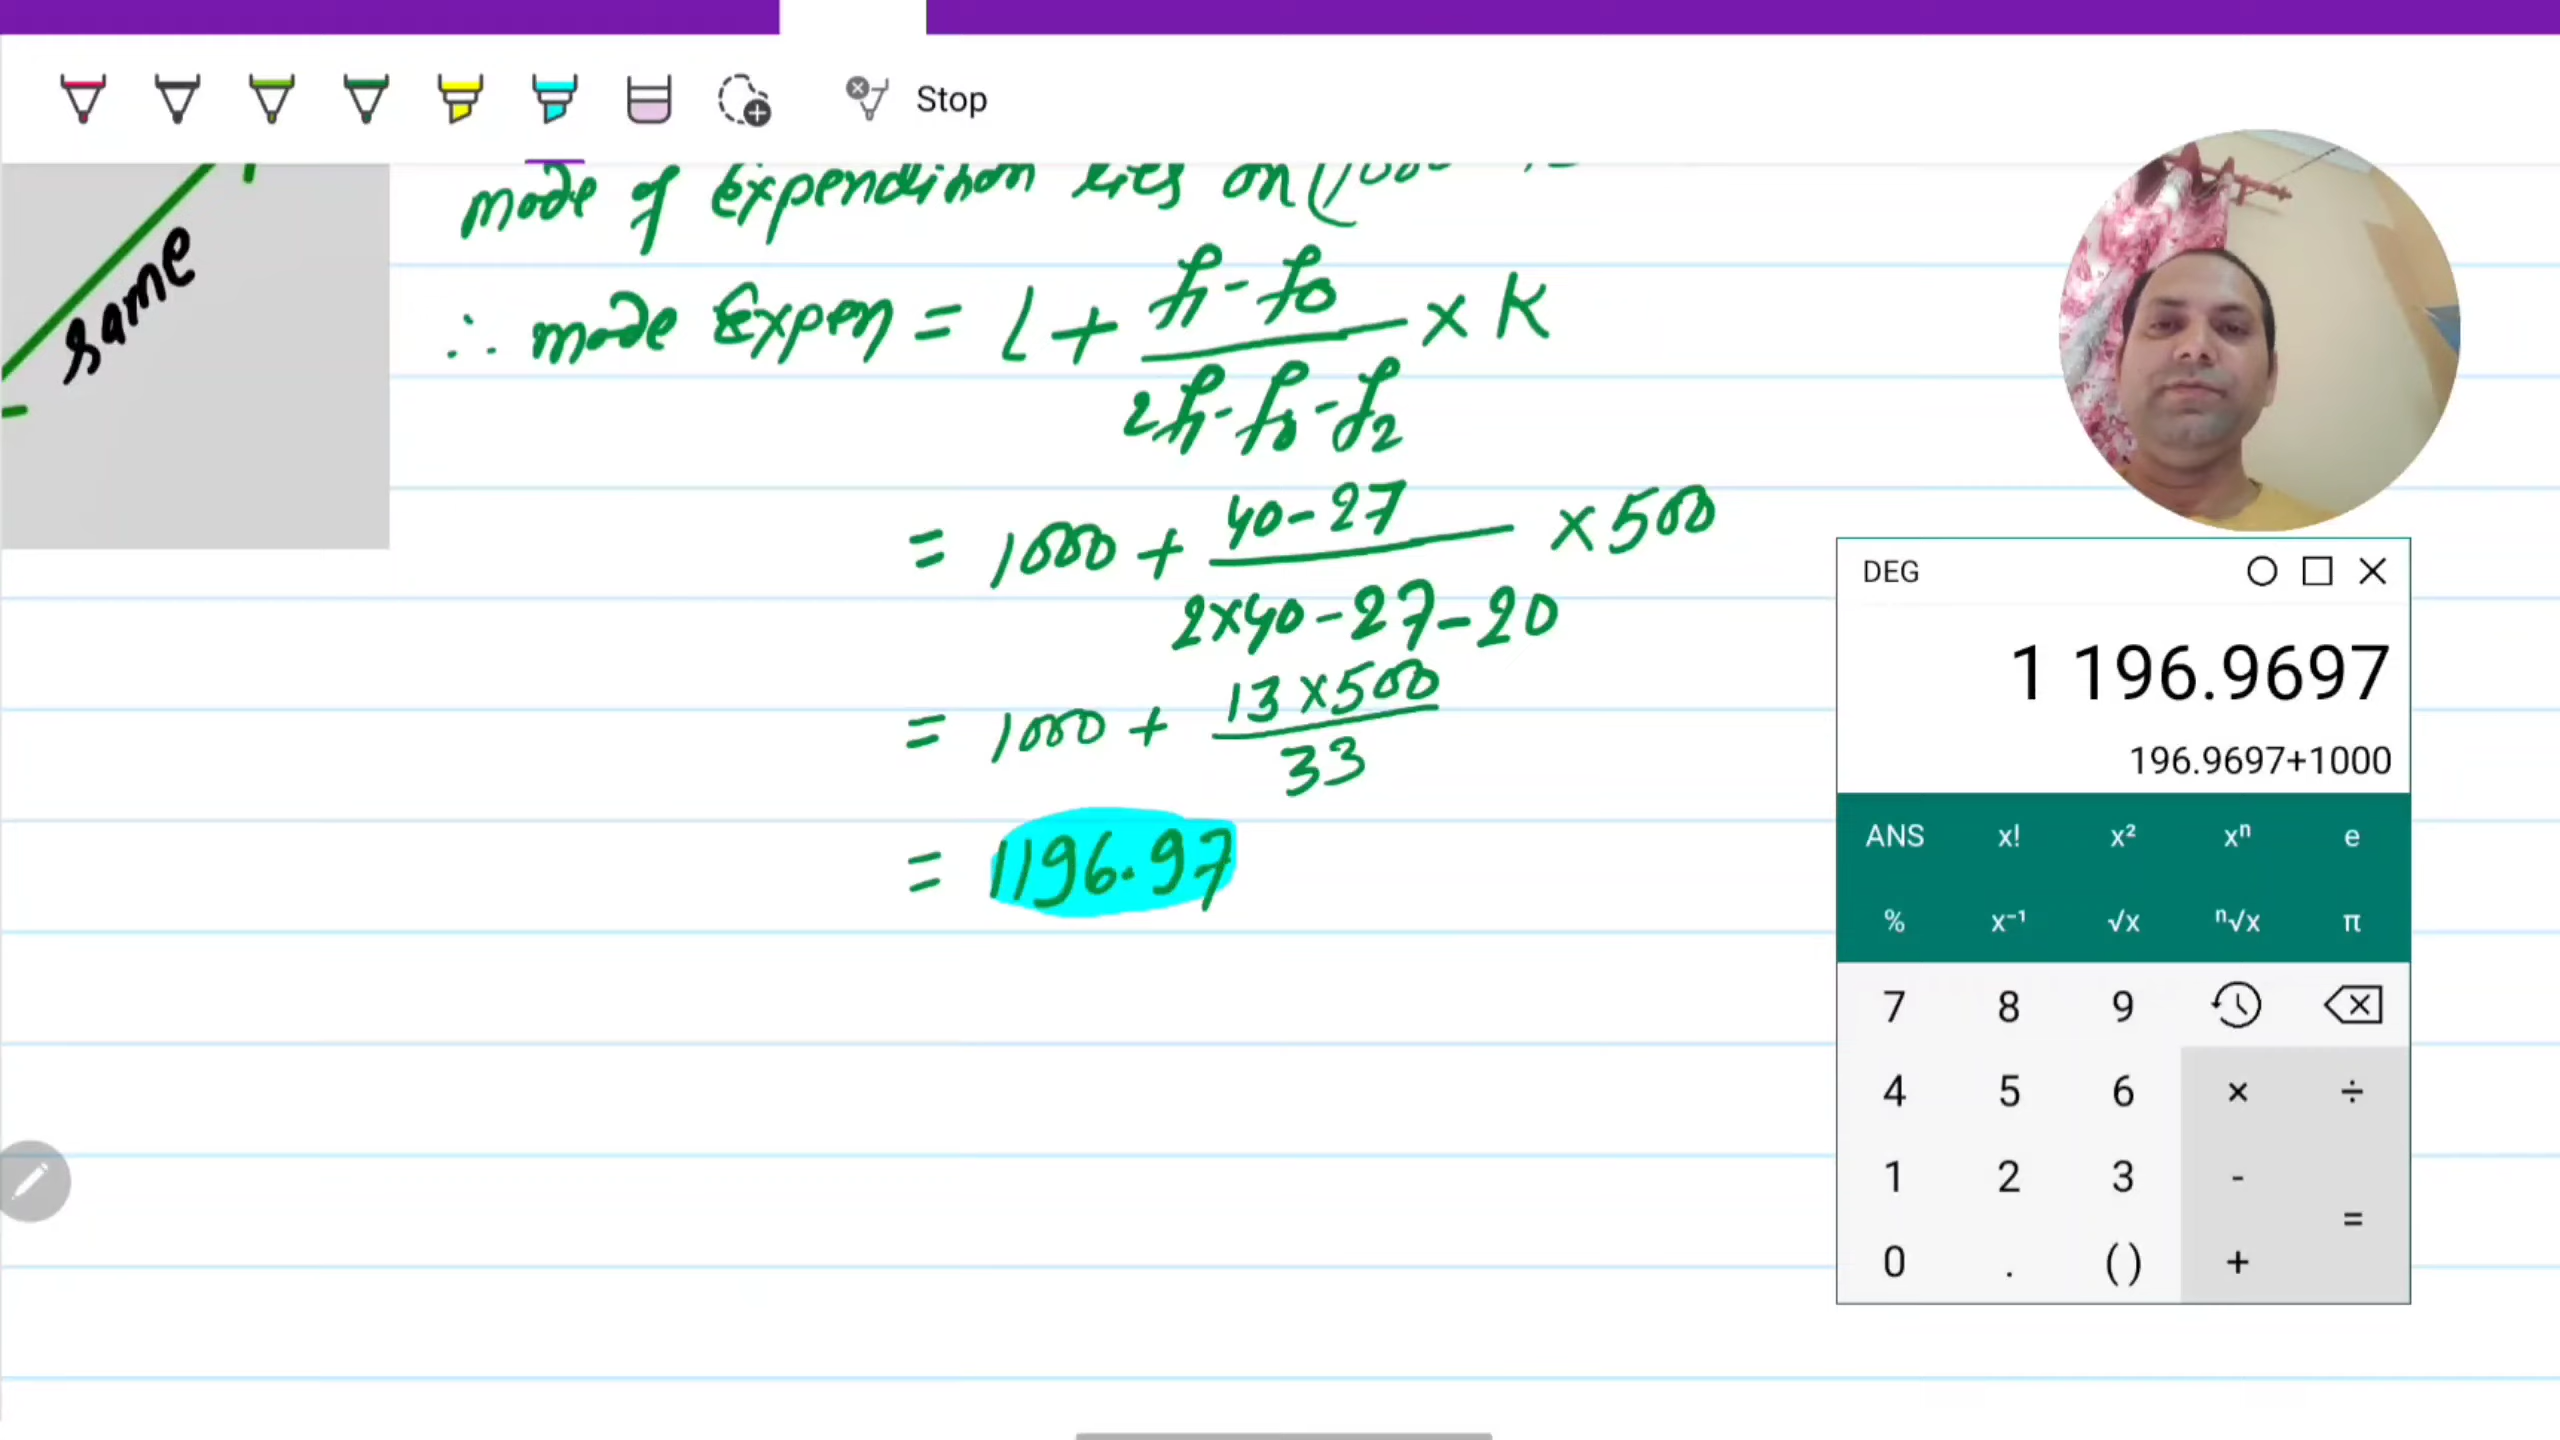 Stop
same
mode of expendition lies on (1000
∴ mode Expen = l + f1 - f0 / 2f1 - f0 - f2 × K
= 1000 + 40-27 / 2×40-27-20 ×500
= 1000 + 13×500 / 33
= 1196.97
DEG
1 196.9697
196.9697+1000
ANS x! x² xⁿ e
% x⁻¹ √x ⁿ√x π
7 8 9
4 5 6 × ÷
1 2 3 -
=
0 . ( ) +